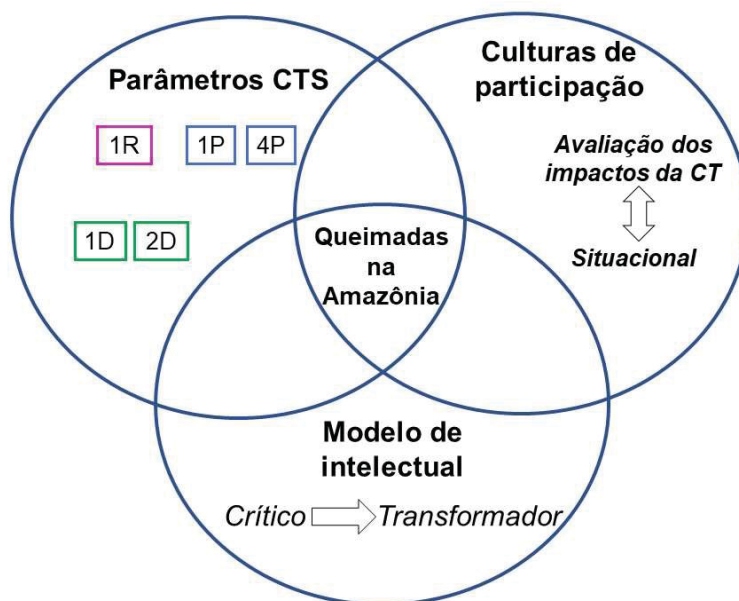 Parâmetros CTS
1R
1P
4P
1D
2D
Culturas de
participação
Avaliação dos
impactos da CT
Situacional
Queimadas
na
Amazônia
Modelo de
intelectual
Crítico
Transformador